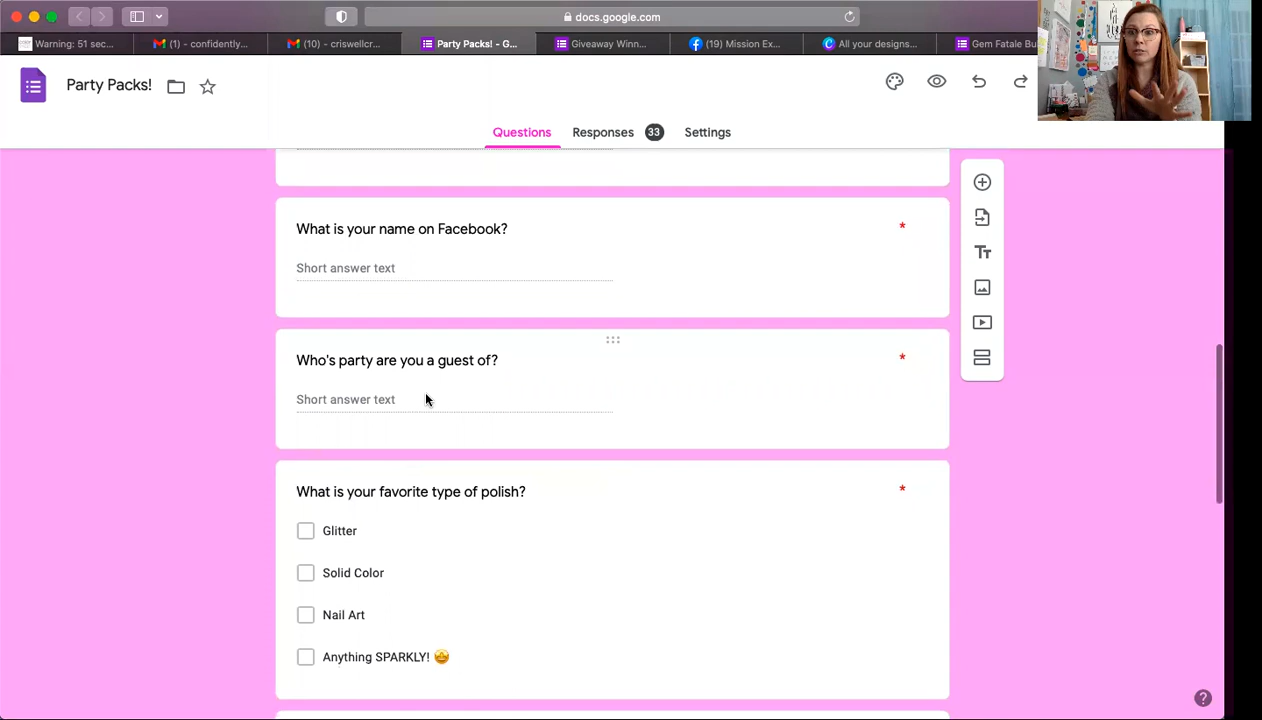 docs.google.com
Warning: 51 sec...
(1) - confidently...
(10) - criswellcr...
Party Packs! - G...
Giveaway Winn...
(19) Mission Ex...
All your designs...
Gem Fatale Bu
Party Packs!
Questions
Responses 33
Settings
What is your name on Facebook? *
Short answer text
Who's party are you a guest of? *
Short answer text
What is your favorite type of polish? *
Glitter
Solid Color
Nail Art
Anything SPARKLY! 🤩